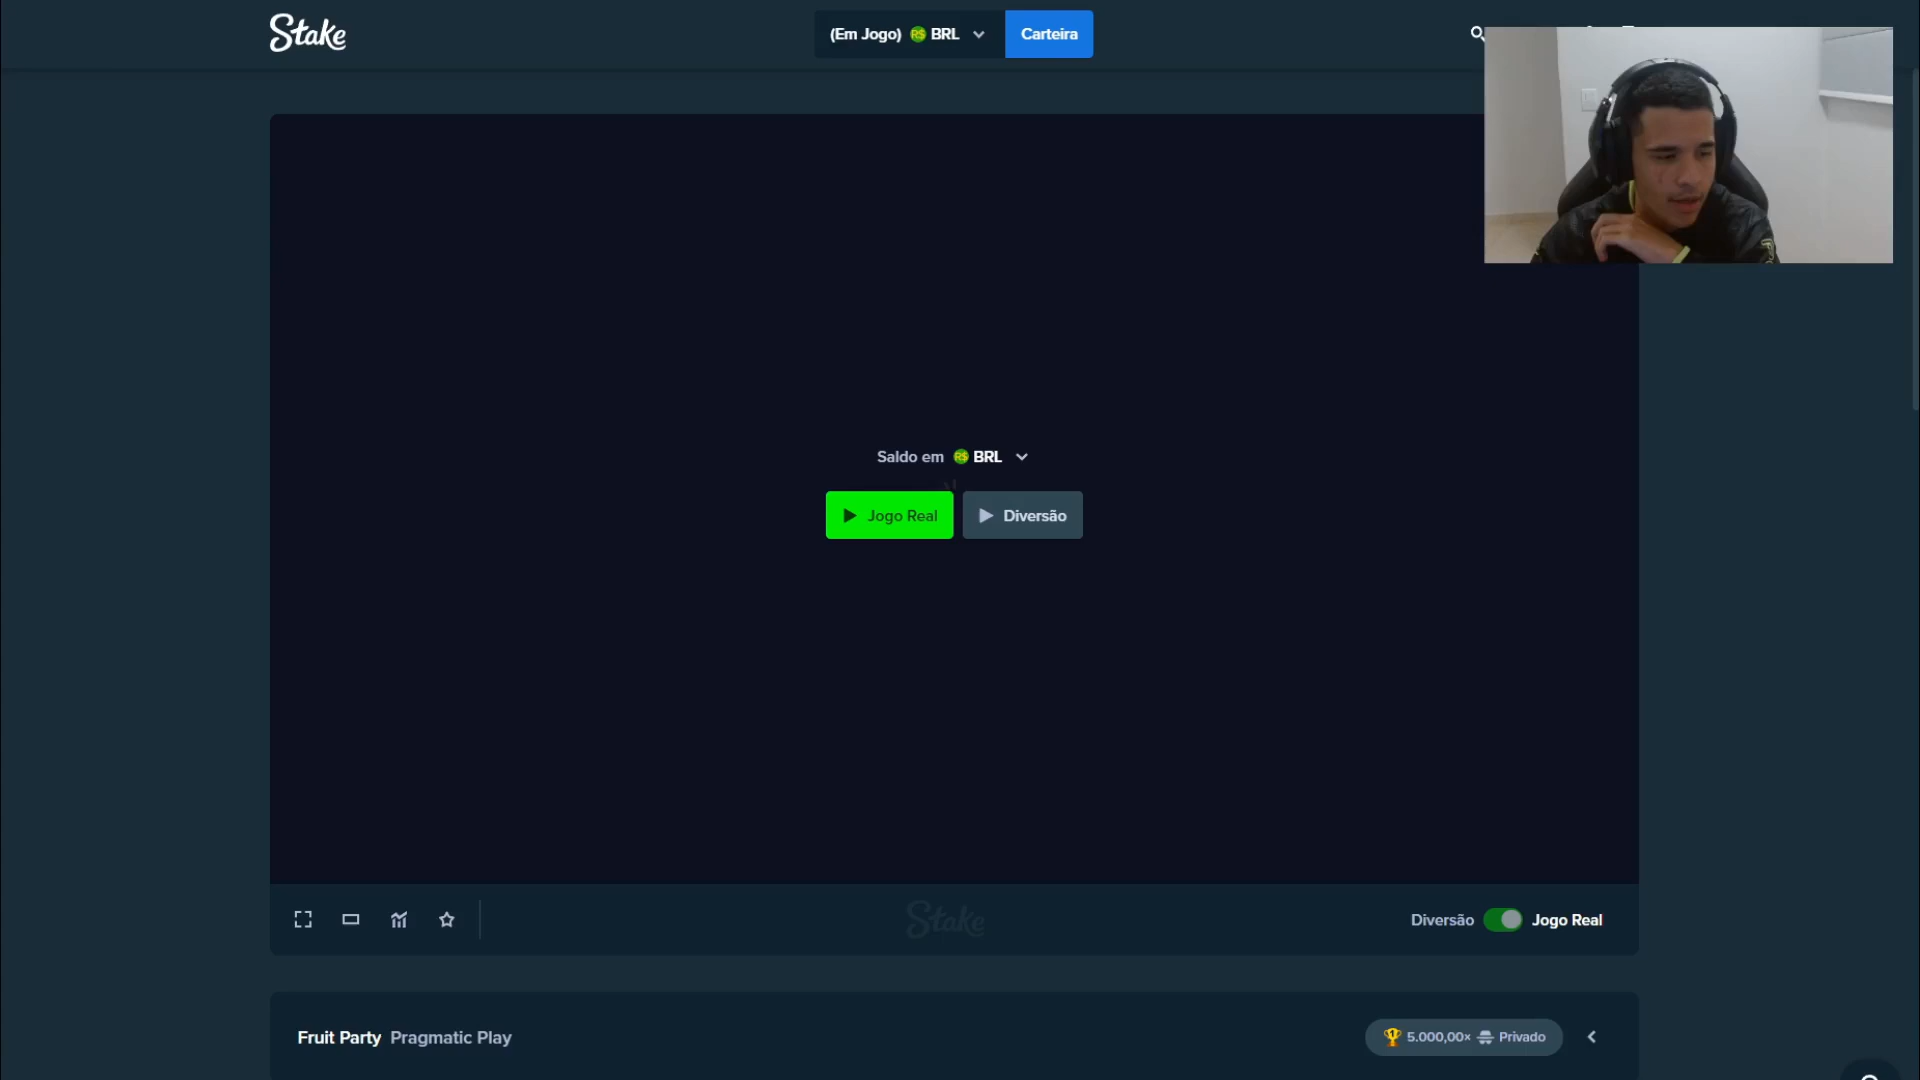 Stake
(Em Jogo) R$ BRL
Carteira
Saldo em R$ BRL
Jogo Real
Diversão
Stake
Diversão
Jogo Real
Fruit Party Pragmatic Play
1 5.000,00× Privado